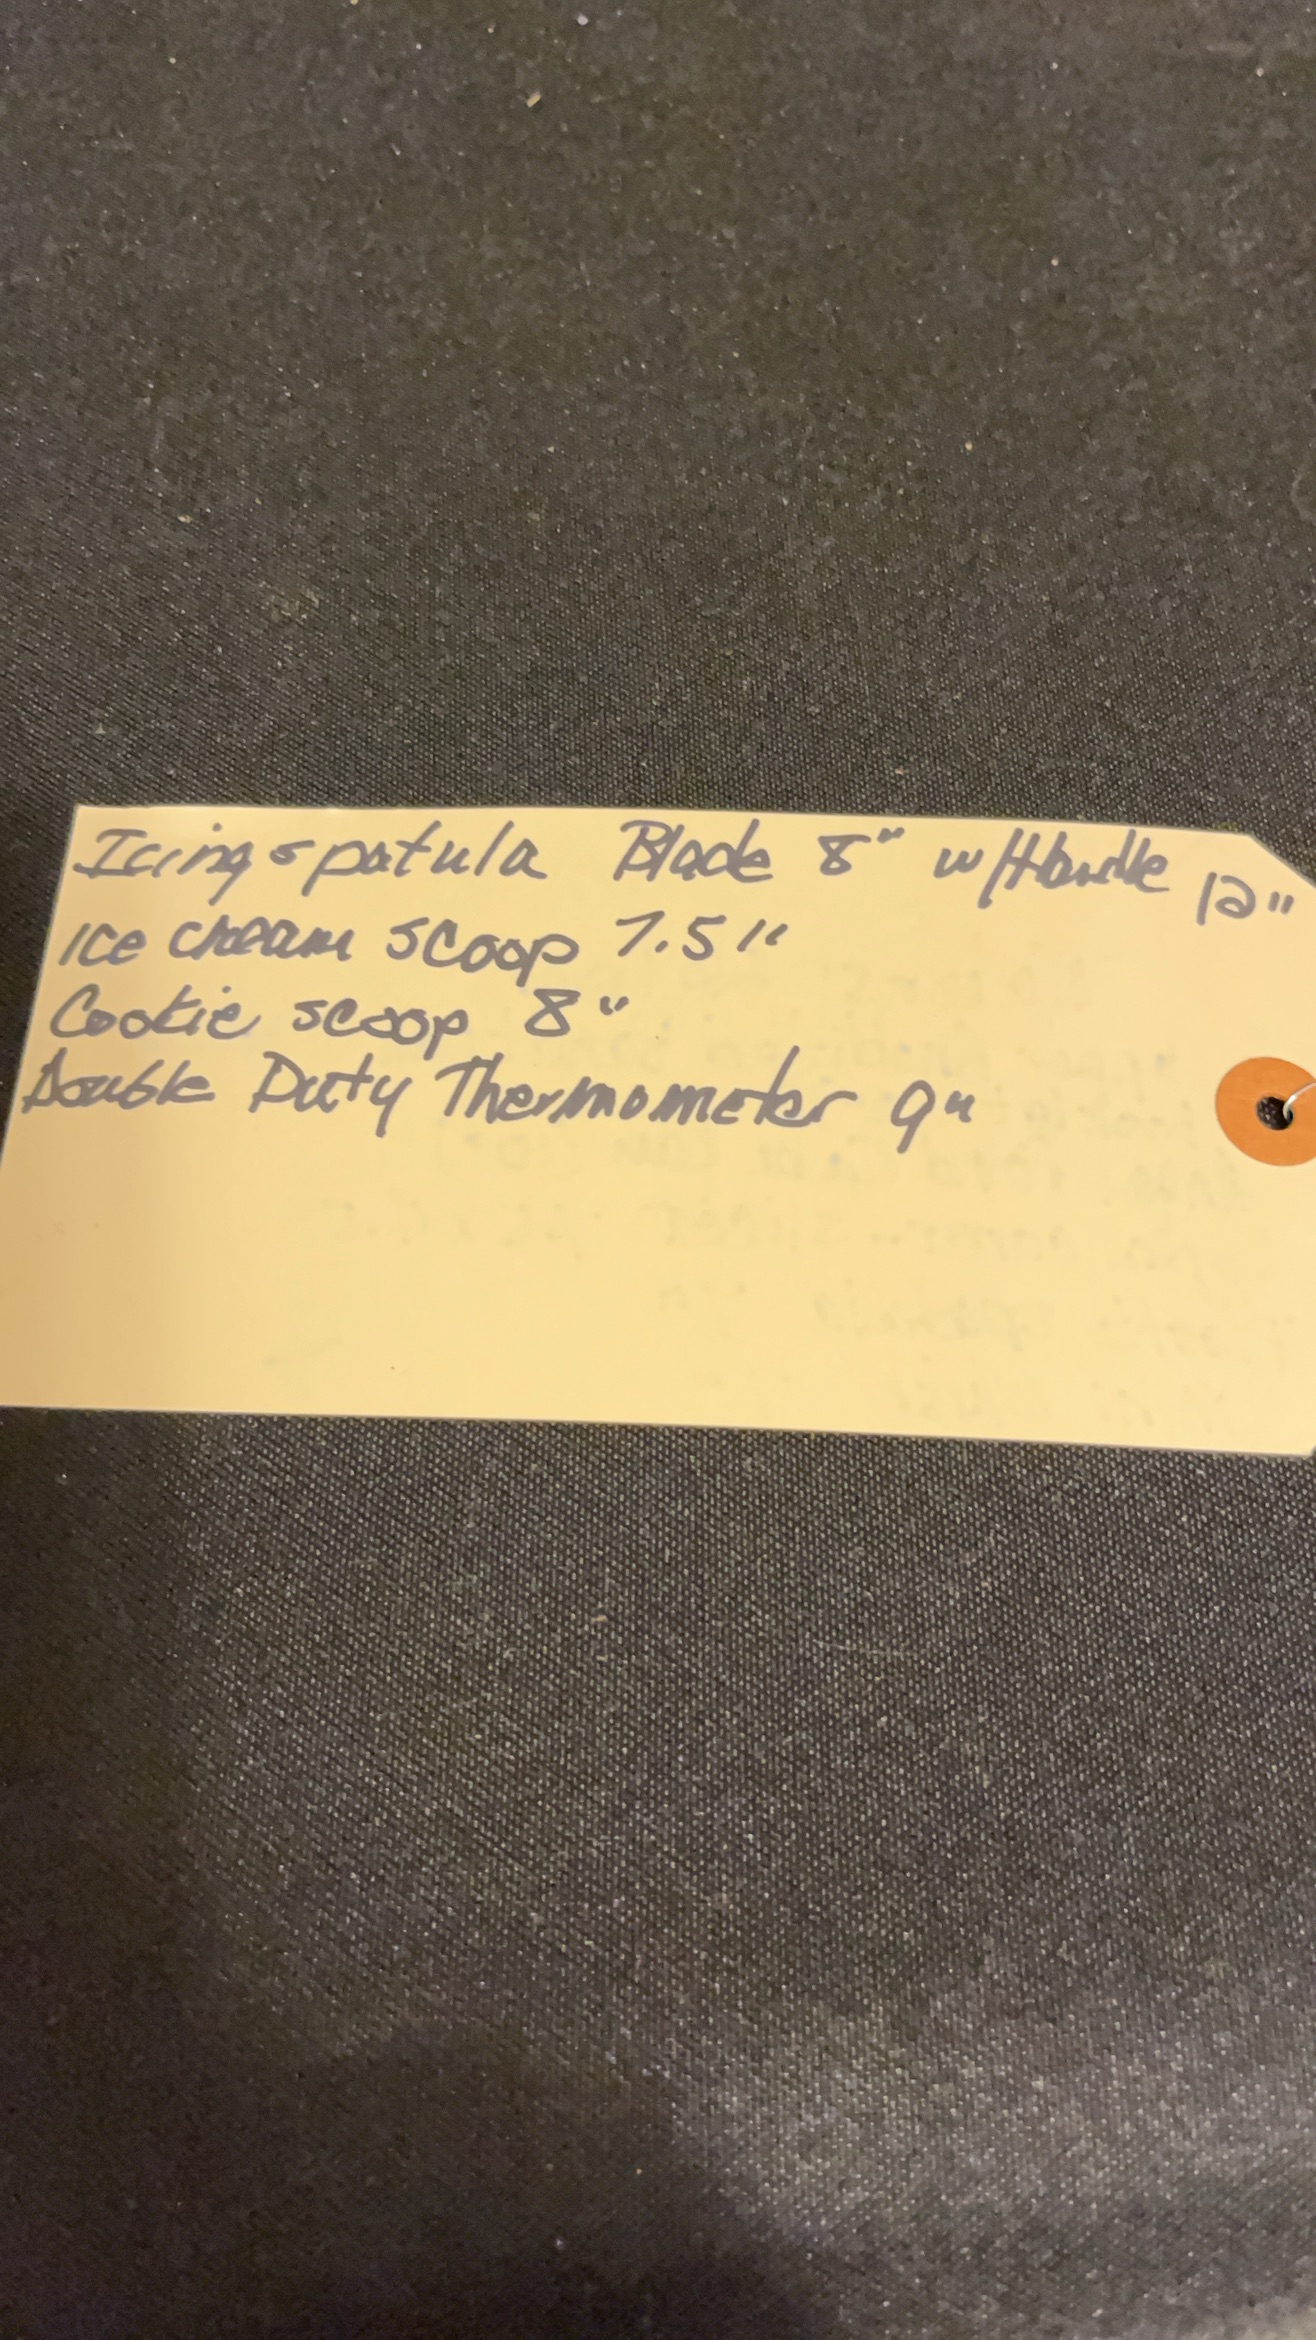 Icing spatula Blade 8" w/Handle 12"
Ice cream scoop 7.5"
Cookie scoop 8"
Double Duty Thermometer 9"